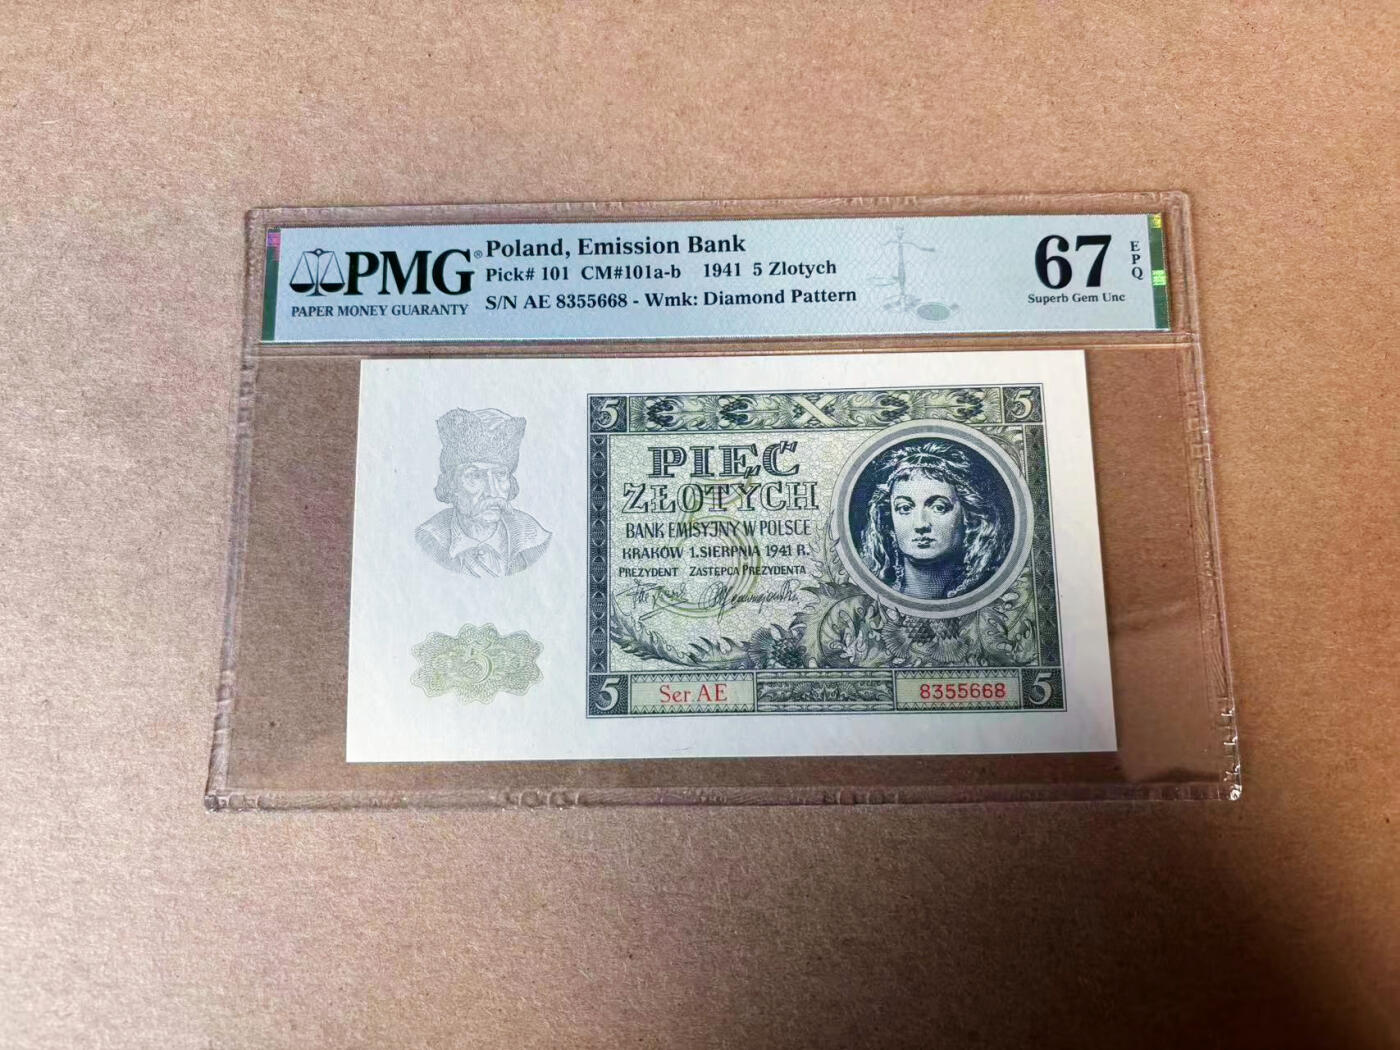 PMG®
PAPER MONEY GUARANTY
Poland, Emission Bank
Pick# 101 CM#101a-b 1941 5 Zlotych
S/N AE 8355668 - Wmk: Diamond Pattern
67
EPQ
Superb Gem Unc
5 5
PIĘĆ
ZŁOTYCH
BANK EMISYJNY W POLSCE
KRAKÓW 1. SIERPNIA 1941 R.
PREZYDENT ZASTĘPCA PREZYDENTA
5
5 Ser. AE 8355668 5